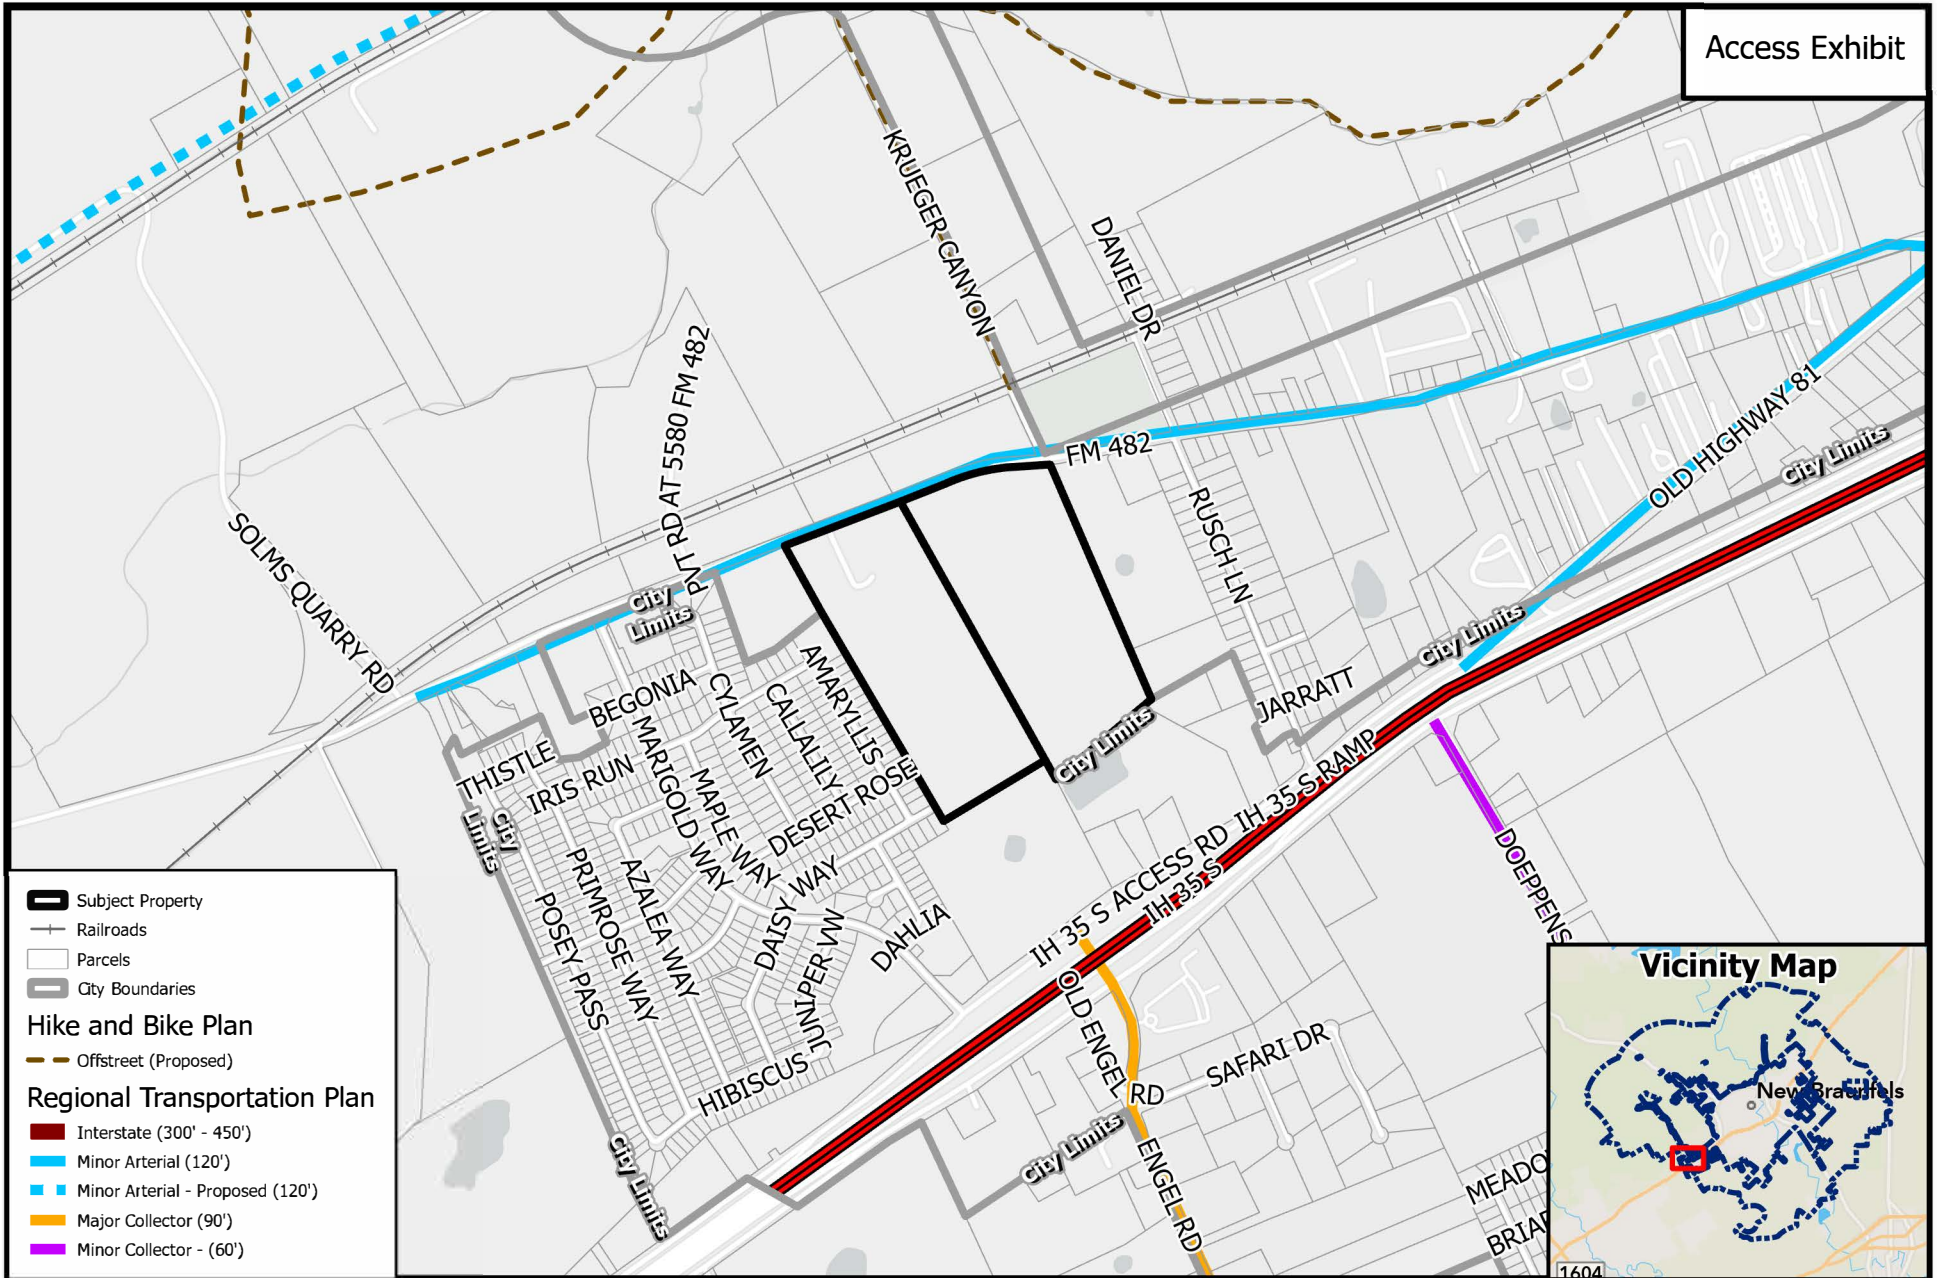 Access Exhibit
KRUEGER CANYON
DANIEL DR
PVT RD AT 5580 FM 482
FM 482
OLD HIGHWAY 81
City Limits
SOLMS QUARRY RD
RUSCH LN
City
Limits
City Limits
JARRATT
AMARYLLIS
BEGONIA
CYLAMEN
CALLALILY
MARIGOLD WAY
City Limits
THISTLE
IRIS RUN
MAPLE WAY
DESERT ROSE
IH 35 S RAMP
City
Limits
PRIMROSE WAY
AZALEA WAY
DAISY WAY
IH 35 S ACCESS RD
IH 35 S
DOEPPENS
POSEY PASS
JUNIPER VW
DAHLIA
OLD ENGEL
RD
SAFARI DR
HIBISCUS
City Limits
City Limits
ENGEL RD
MEADO
BRIAR
Subject Property
Railroads
Parcels
City Boundaries
Hike and Bike Plan
Offstreet (Proposed)
Regional Transportation Plan
Interstate (300' - 450')
Minor Arterial (120')
Minor Arterial - Proposed (120')
Major Collector (90')
Minor Collector - (60')
Vicinity Map
New Braunfels
1604